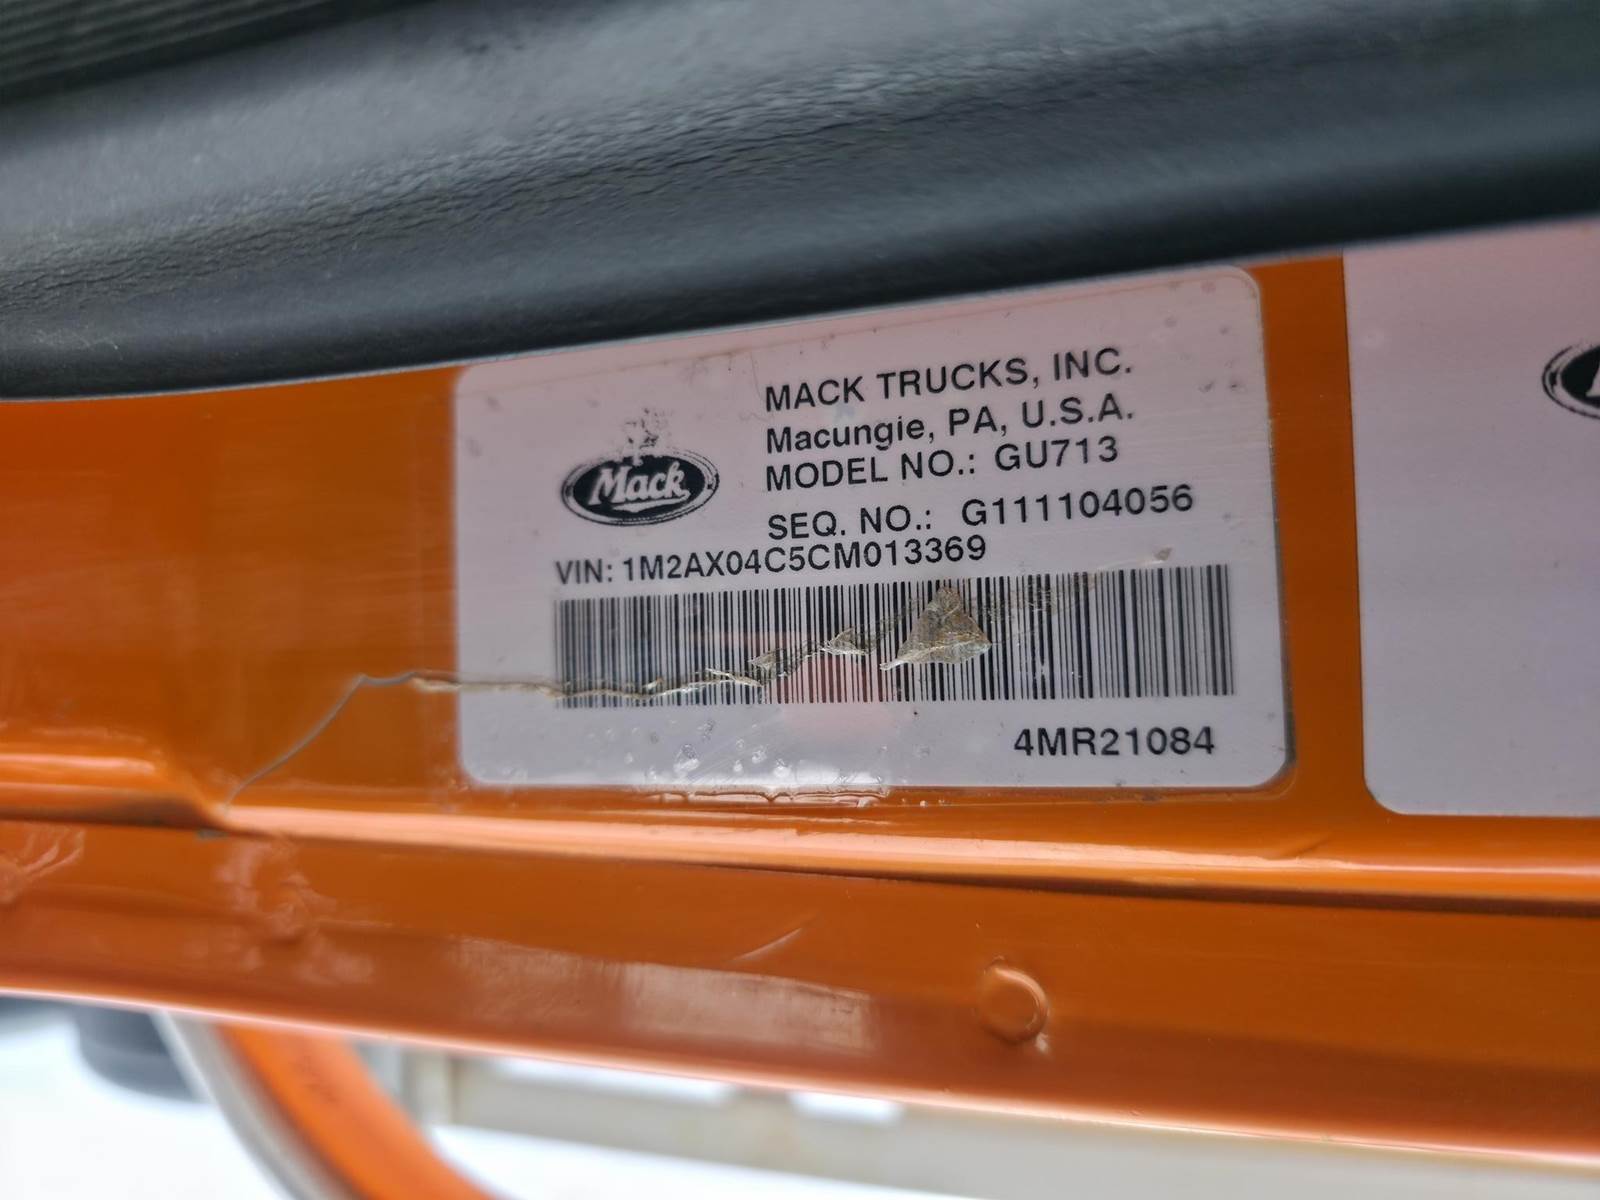 MACK TRUCKS, INC.
Macungie, PA, U.S.A.
MODEL NO.: GU713
Mack
SEQ. NO.: G111104056
VIN: 1M2AX04C5CM013369
4MR21084